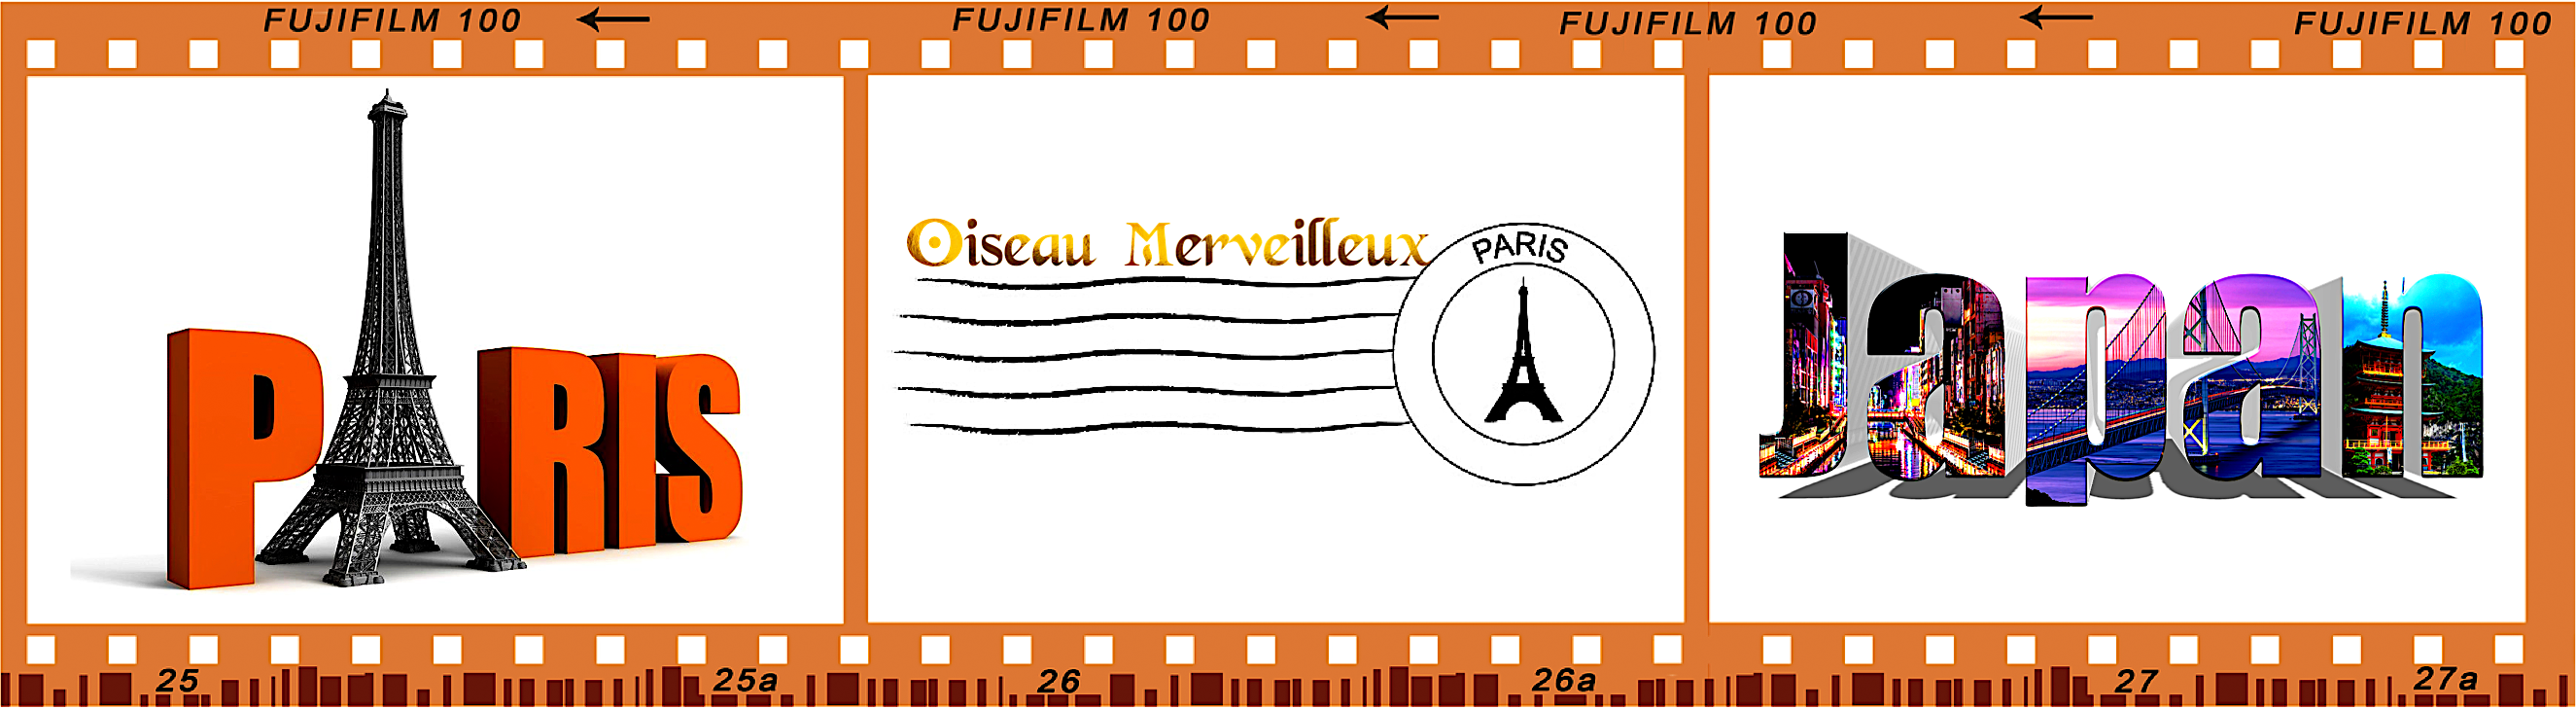 FUJIFILM 100
FUJIFILM 100
FUJIFILM 100
FUJIFILM 100
PARIS
Oiseau Merveilleux
PARIS
Japan
25
25a
26
26a
27
27a